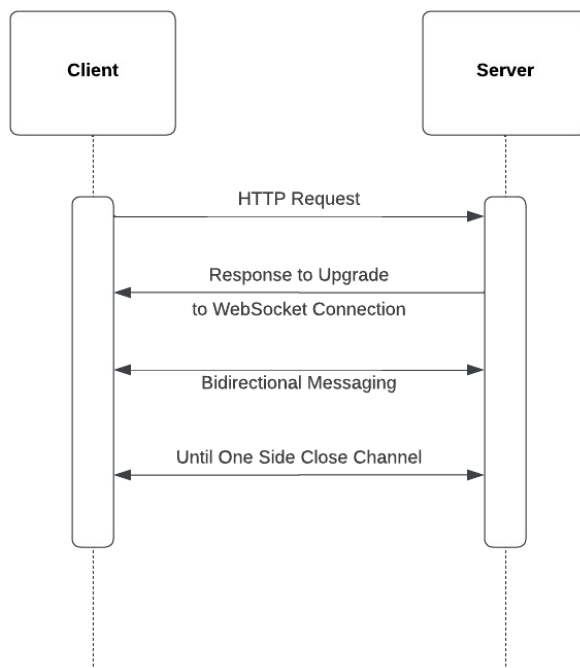 Client
Server
HTTP Request
Response to Upgrade
to WebSocket Connection
Bidirectional Messaging
Until One Side Close Channel